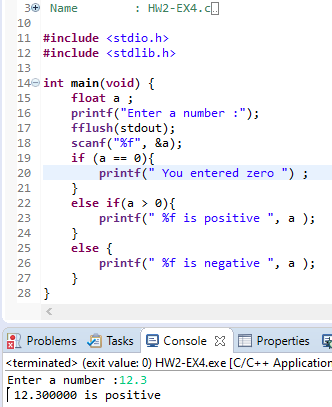 3 Name : HW2-EX4.c
10
11 #include <stdio.h>
12 #include <stdlib.h>
13
14 int main(void) {
15 float a ;
16 printf("Enter a number :");
17 fflush(stdout);
18 scanf("%f", &a);
19 if (a == 0){
20 printf(" You entered zero ") ;
21 }
22 else if(a > 0){
23 printf(" %f is positive ", a );
24 }
25 else {
26 printf(" %f is negative ", a );
27 }
28 }
Problems Tasks Console Properties
<terminated> (exit value: 0) HW2-EX4.exe [C/C++ Application
Enter a number :12.3
12.300000 is positive